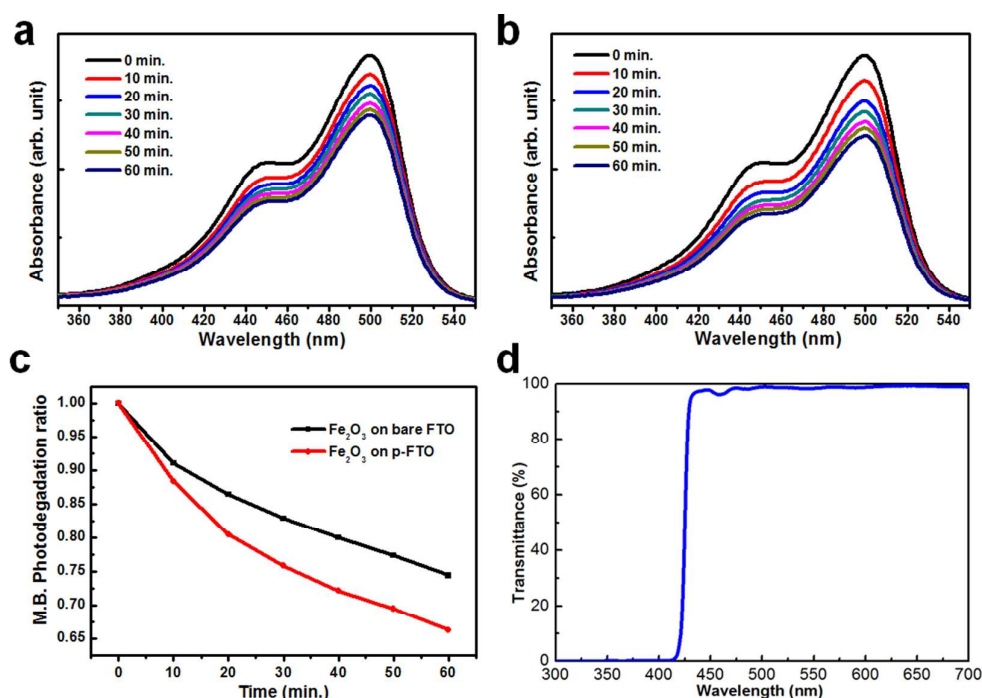 a
Absorbance (arb. unit)
0 min.
10 min.
20 min.
30 min.
40 min.
50 min.
60 min.
360 380 400 420 440 460 480 500 520 540
Wavelength (nm)
b
Absorbance (arb. unit)
0 min.
10 min.
20 min.
30 min.
40 min.
50 min.
60 min.
360 380 400 420 440 460 480 500 520 540
Wavelength (nm)
c
M.B. Photodegadation ratio
1.00
0.95
0.90
0.85
0.80
0.75
0.70
0.65
Fe2O3 on bare FTO
Fe2O3 on p-FTO
0 10 20 30 40 50 60
Time (min.)
d
Transmittance (%)
100
80
60
40
20
0
300 350 400 450 500 550 600 650 700
Wavelength (nm)